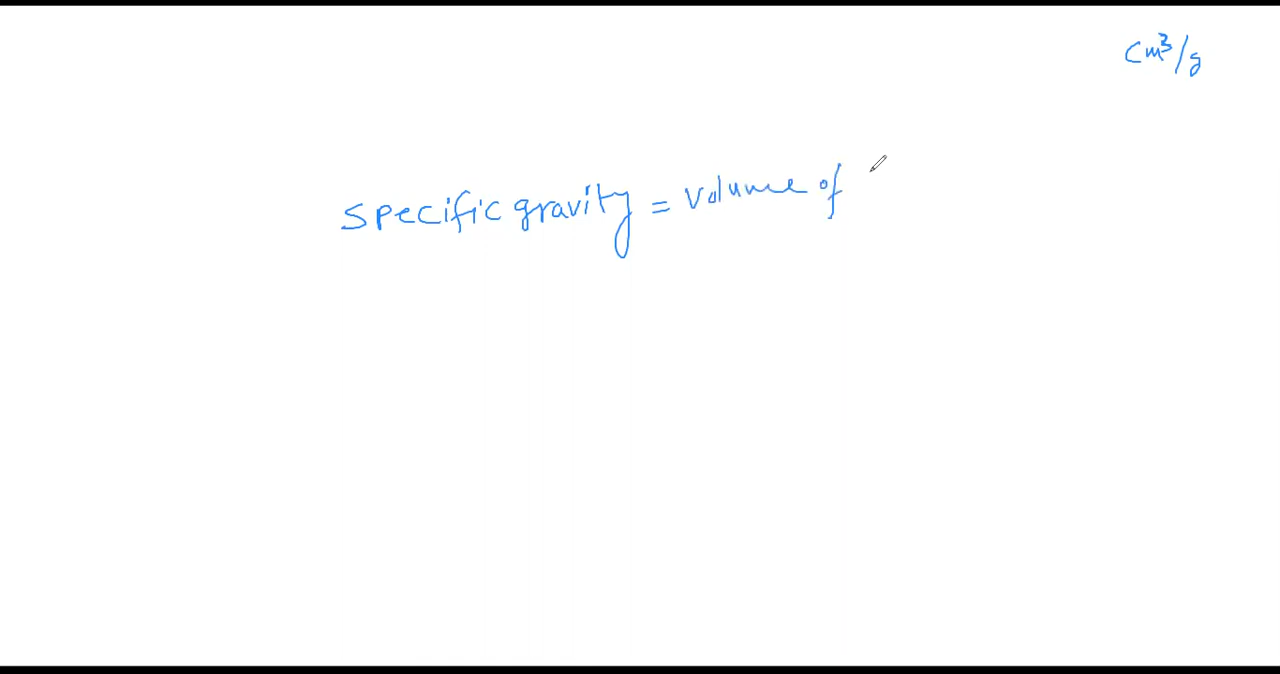 cm³/g
specific gravity = volume of